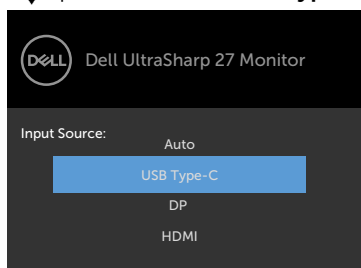 DELL Dell UltraSharp 27 Monitor
Input Source:
Auto
USB Type-C
DP
HDMI